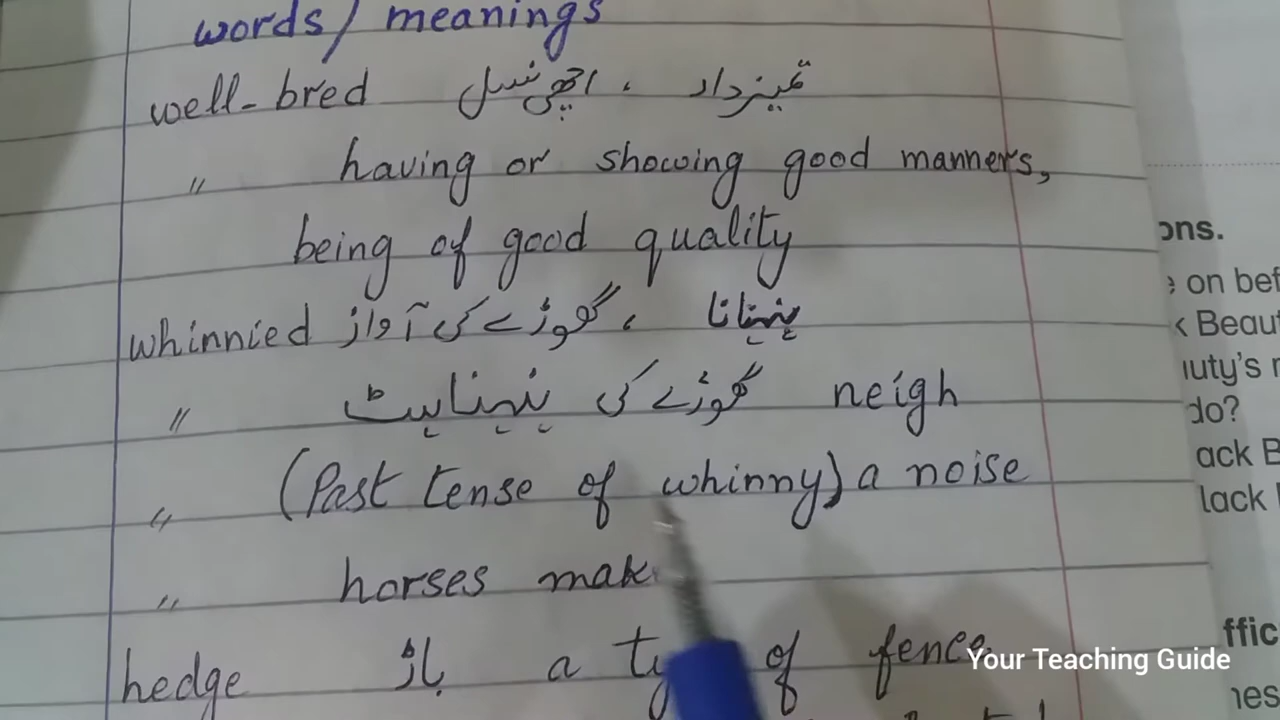 words/ meanings
well-bred اچھی نسل ، تمیزدار
" having or showing good manners,
being of good quality
whinnied گھوڑے کی آواز ، ہنہنانا
" گھوڑے کی ہنہناہٹ neigh
" (Past tense of whinny) a noise
" horses mak
hedge باڑ a ty of fence
ons.
e on bef
k Beau
uty's r
do?
ack B
lack
ffic
nes
Your Teaching Guide